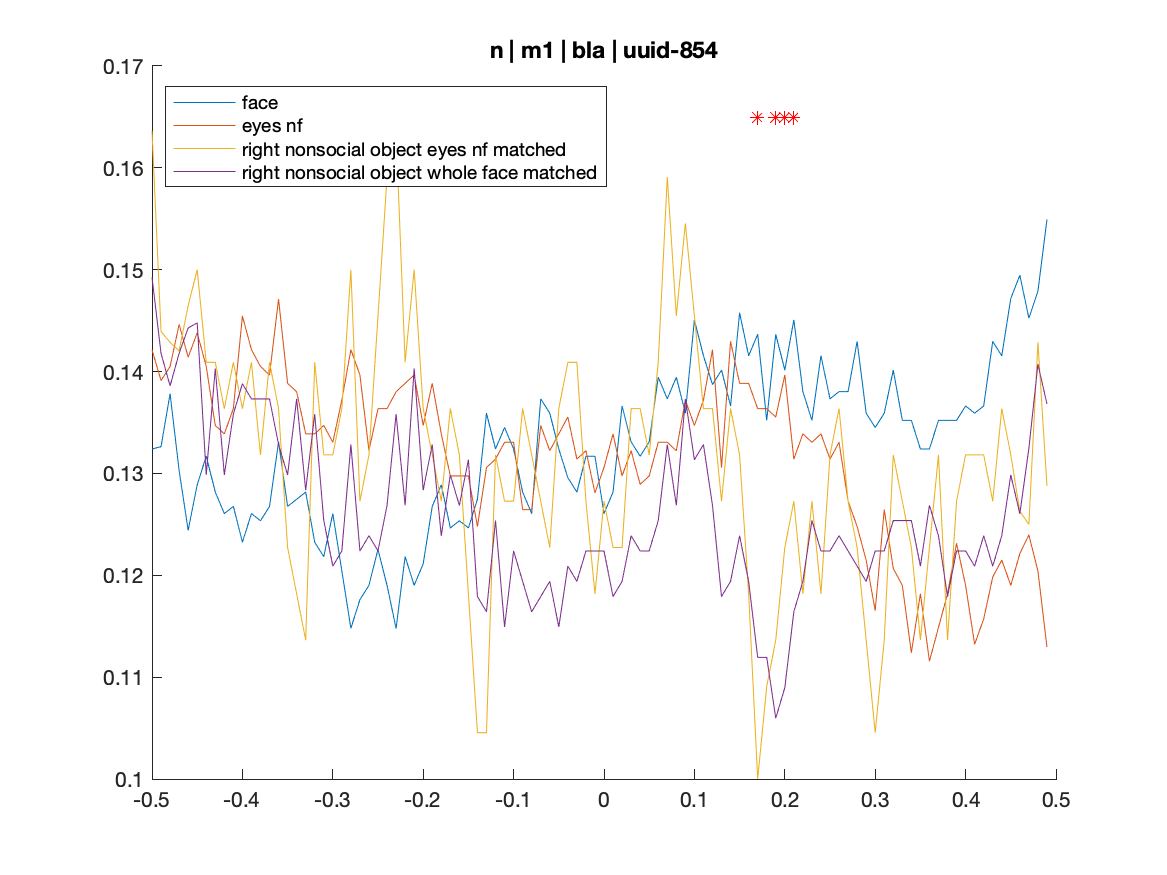 n | m1 | bla | uuid-854
0.17
0.16
0.15
0.14
0.13
0.12
0.11
0.1
face
eyes nf
right nonsocial object eyes nf matched
right nonsocial object whole face matched
-0.5 -0.4 -0.3 -0.2 -0.1 0 0.1 0.2 0.3 0.4 0.5